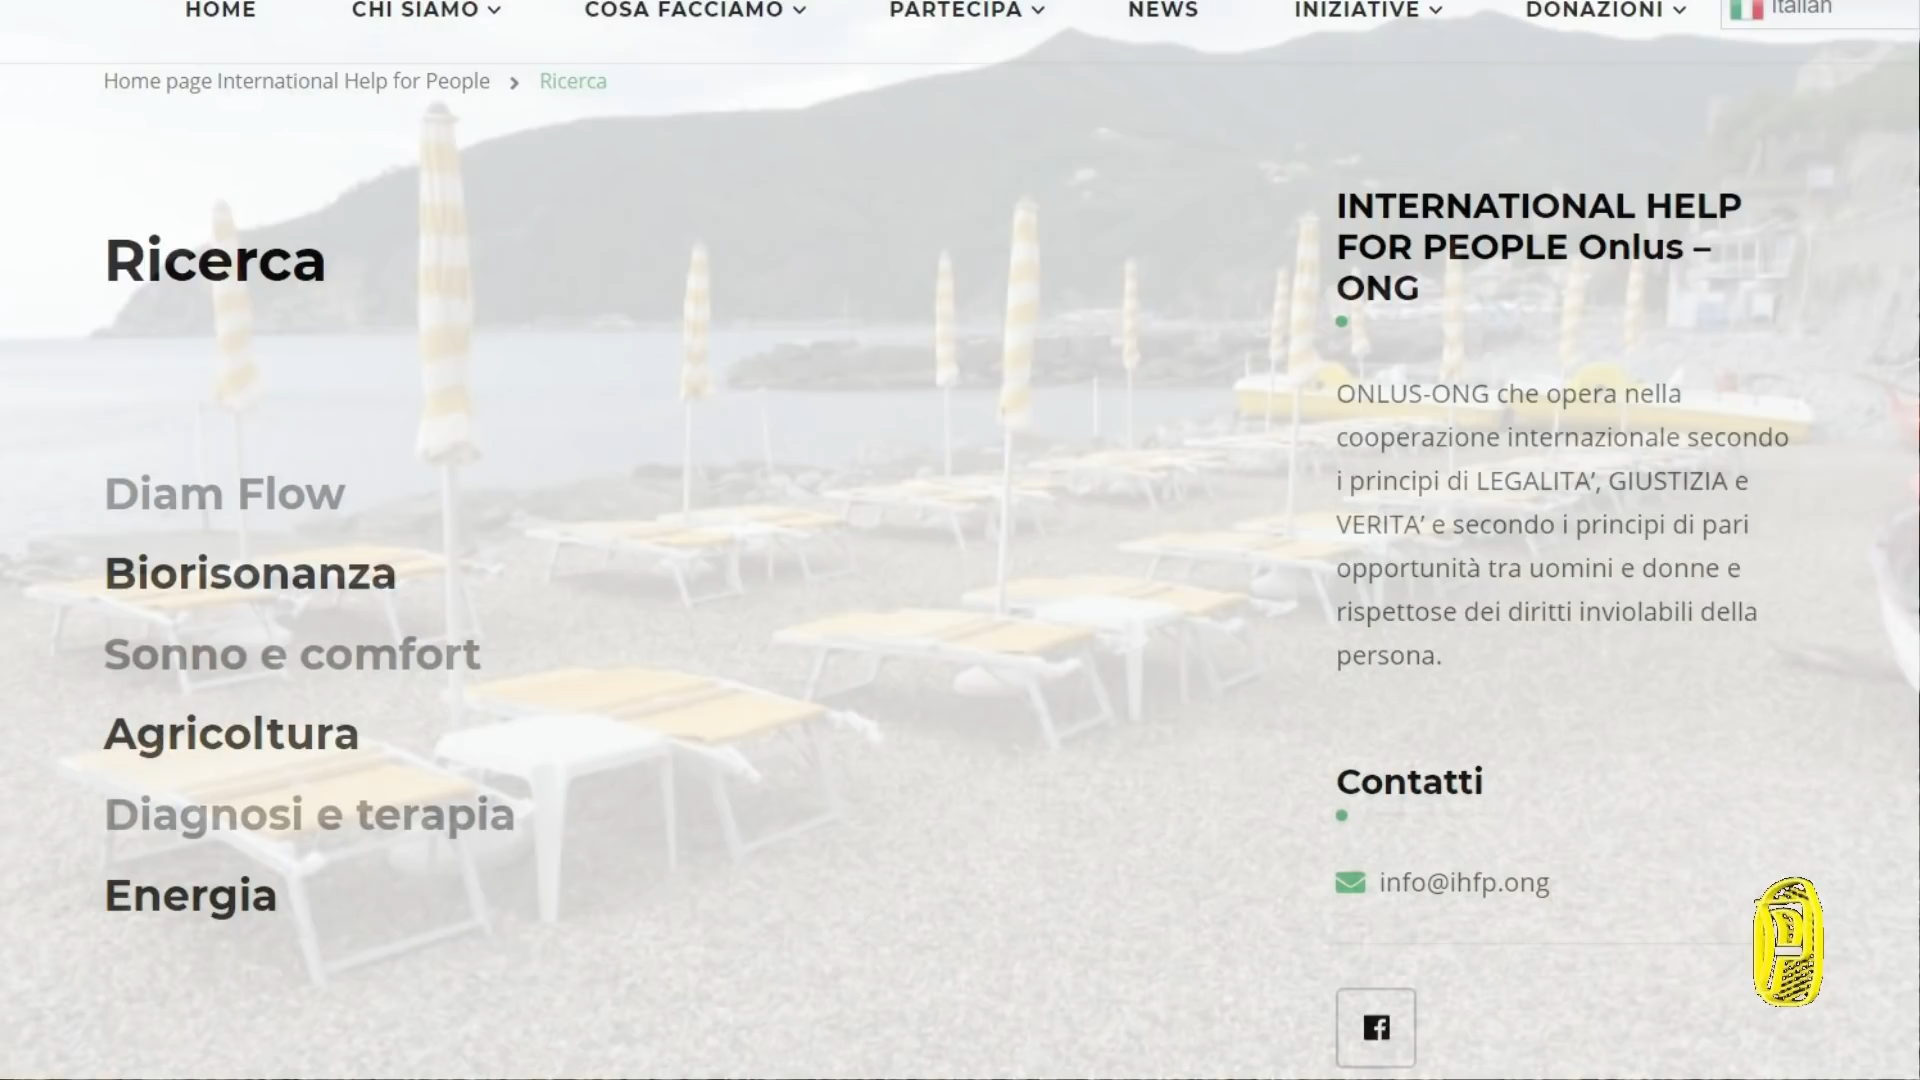 HOME CHI SIAMO COSA FACCIAMO PARTECIPA NEWS INIZIATIVE DONAZIONI Italian
Home page International Help for People > Ricerca
Ricerca
Diam Flow
Biorisonanza
Sonno e comfort
Agricoltura
Diagnosi e terapia
Energia
INTERNATIONAL HELP
FOR PEOPLE Onlus –
ONG
ONLUS-ONG che opera nella
cooperazione internazionale secondo
i principi di LEGALITA’, GIUSTIZIA e
VERITA’ e secondo i principi di pari
opportunità tra uomini e donne e
rispettose dei diritti inviolabili della
persona.
Contatti
info@ihfp.ong